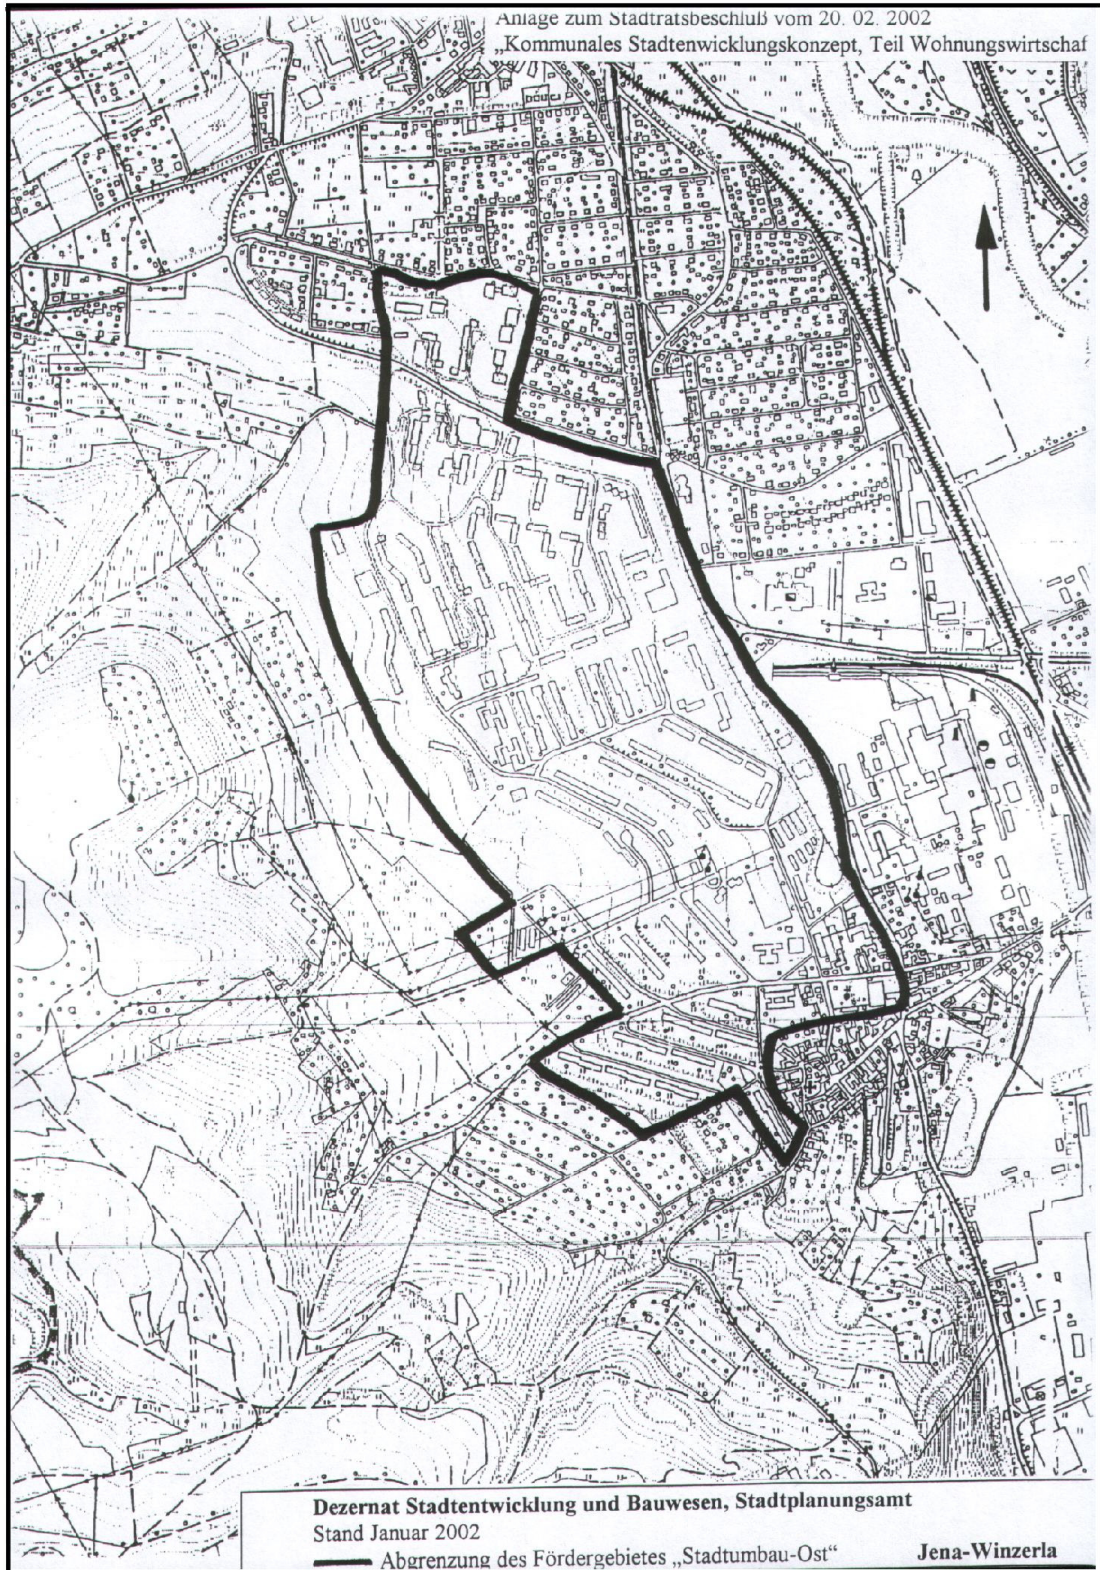 Anlage zum Stadtratsbeschluß vom 20. 02. 2002
„Kommunales Stadtenwicklungskonzept, Teil Wohnungswirtschaf
Dezernat Stadtentwicklung und Bauwesen, Stadtplanungsamt
Stand Januar 2002
Abgrenzung des Fördergebietes „Stadtumbau-Ost“
Jena-Winzerla